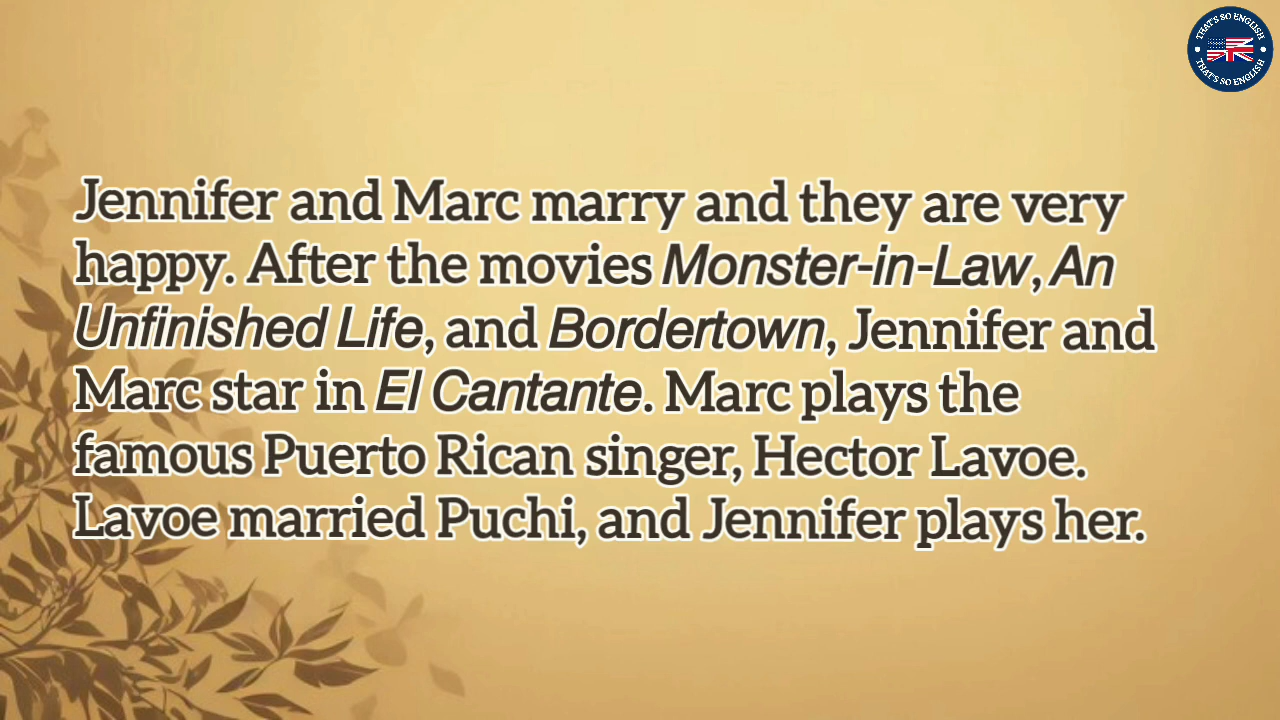 THAT'S SO ENGLISH
THAT'S SO ENGLISH
Jennifer and Marc marry and they are very
happy. After the movies Monster-in-Law, An
Unfinished Life, and Bordertown, Jennifer and
Marc star in El Cantante. Marc plays the
famous Puerto Rican singer, Hector Lavoe.
Lavoe married Puchi, and Jennifer plays her.